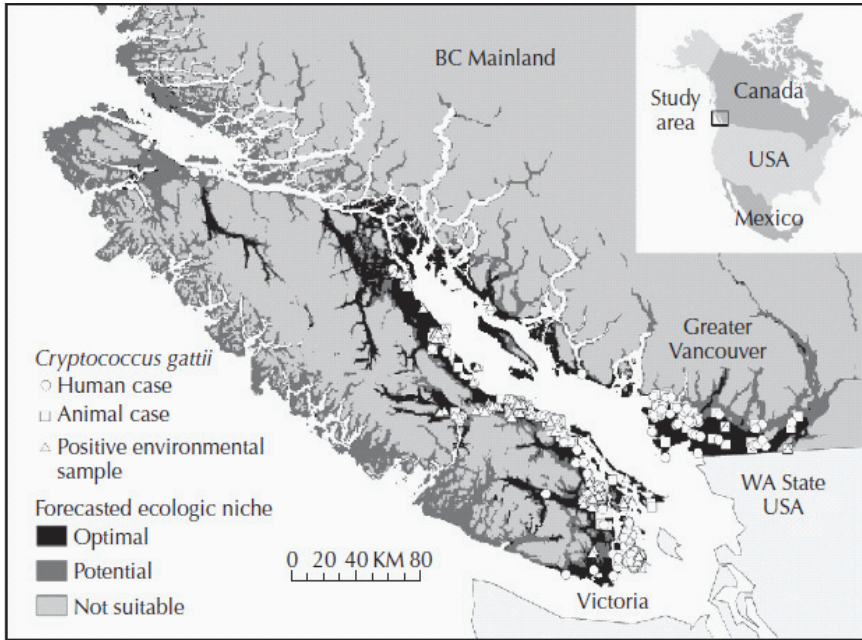 BC Mainland
Study
area
Canada
USA
Mexico
Greater
Vancouver
Cryptococcus gattii
Human case
Animal case
Positive environmental
sample
WA State
USA
Forecasted ecologic niche
Optimal
Potential
Not suitable
0 20 40 KM 80
Victoria